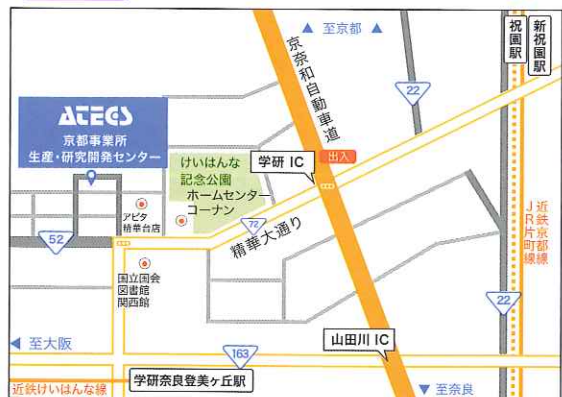 至京都
京奈和自動車道
祝園駅
新祝園駅
22
ATECS
京都事業所
生産・研究開発センター
けいはんな
記念公園
ホームセンター
コーナン
学研 IC
出入
アピタ
精華台店
52
72
精華大通り
国立国会
図書館
関西館
近鉄京都線
JR片町線
22
至大阪
163
山田川 IC
近鉄けいはんな線
学研奈良登美ヶ丘駅
至奈良